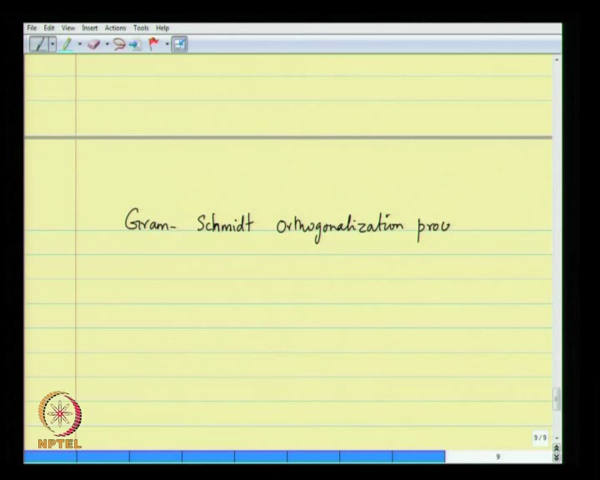 File Edit View Insert Actions Tools Help
Gram- Schmidt Orthogonalization proc
NPTEL
9/9
9